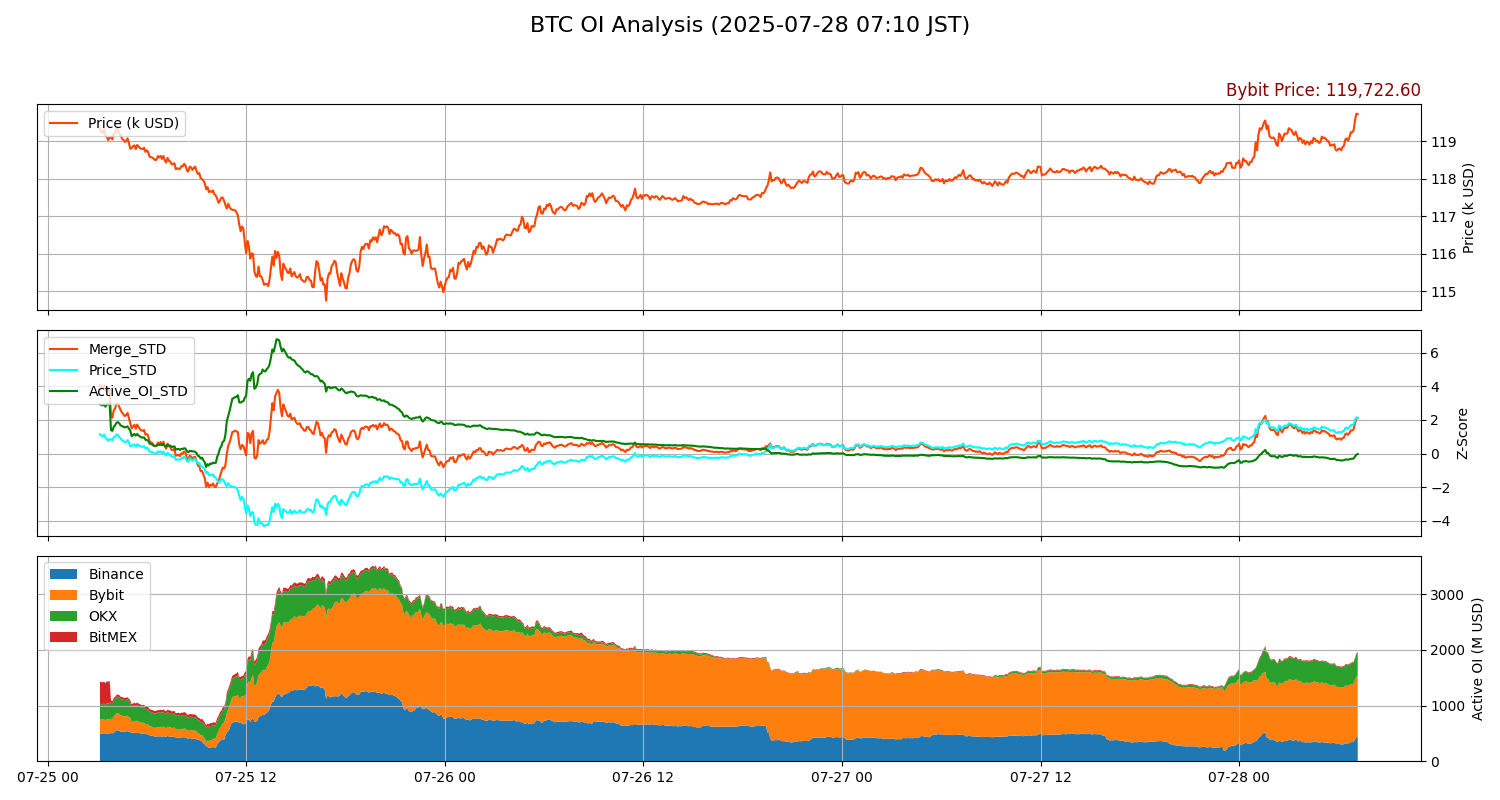 BTC OI Analysis (2025-07-28 07:10 JST)
Bybit Price: 119,722.60
Price (k USD)
119
118
117
116
115
Price (k USD)
Merge_STD
Price_STD
Active_OI_STD
6
4
2
0
−2
−4
Z-Score
Binance
Bybit
OKX
BitMEX
3000
2000
1000
0
Active OI (M USD)
07-25 00
07-25 12
07-26 00
07-26 12
07-27 00
07-27 12
07-28 00